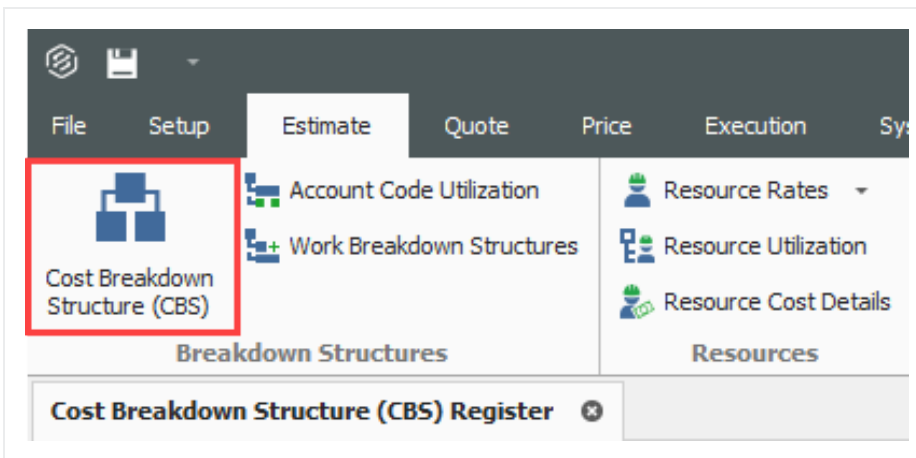 File Setup Estimate Quote Price Execution
Cost Breakdown
Structure (CBS)
Account Code Utilization
Work Breakdown Structures
Breakdown Structures
Resource Rates
Resource Utilization
Resource Cost Details
Resources
Cost Breakdown Structure (CBS) Register